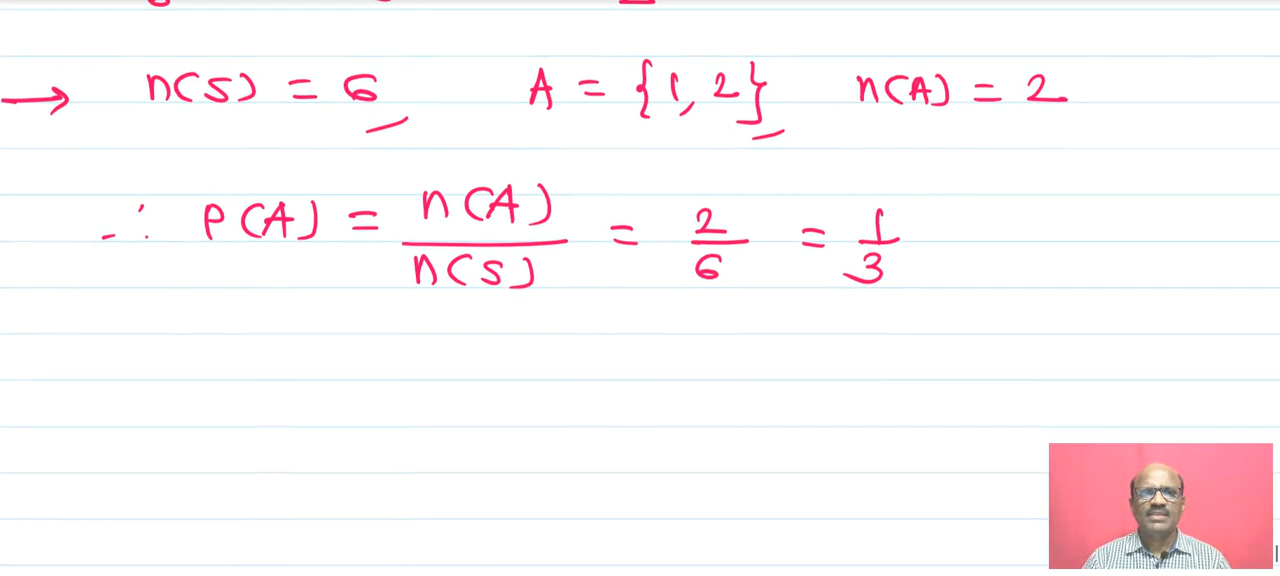 → n(S) = 6 A = {1, 2} n(A) = 2
∴ P(A) = n(A)/n(S) = 2/6 = 1/3